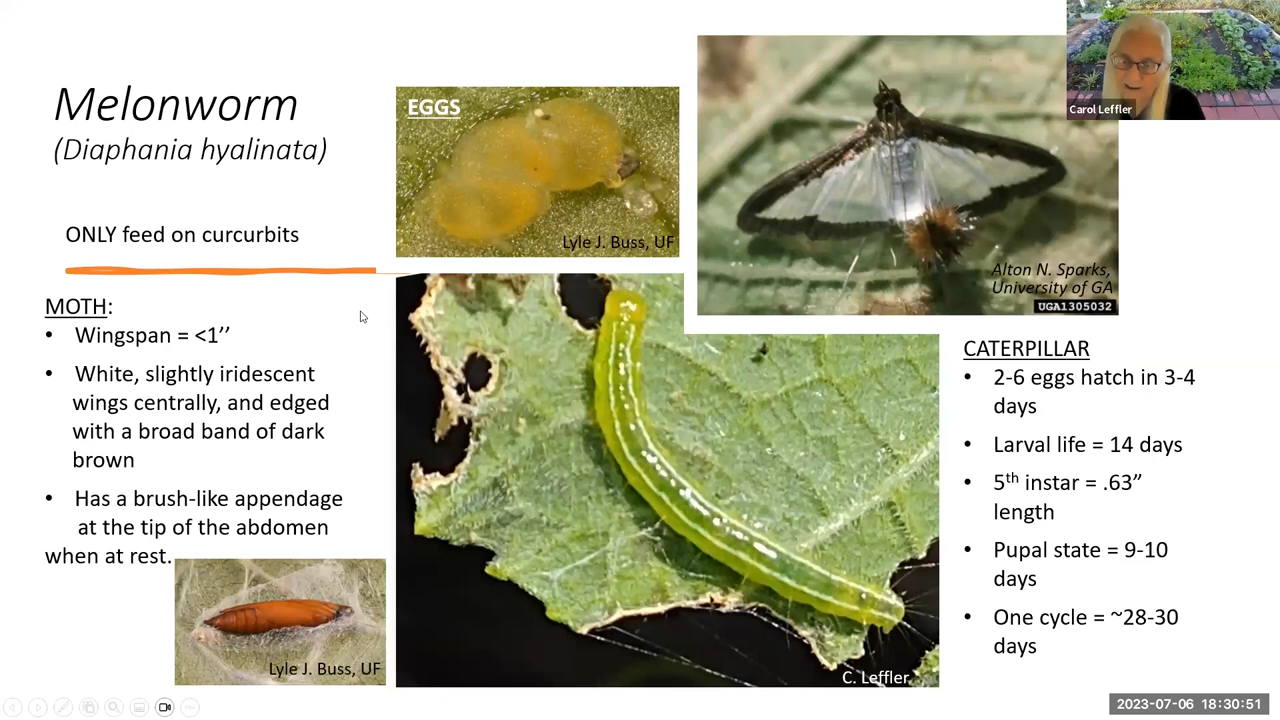 Melonworm
(Diaphania hyalinata)
ONLY feed on curcurbits
MOTH:
• Wingspan = <1’’
• White, slightly iridescent
wings centrally, and edged
with a broad band of dark
brown
• Has a brush-like appendage
at the tip of the abdomen
when at rest.
Lyle J. Buss, UF
EGGS
Lyle J. Buss, UF
C. Leffler
Alton N. Sparks,
University of GA
UGA1305032
Carol Leffler
CATERPILLAR
• 2-6 eggs hatch in 3-4
days
• Larval life = 14 days
• 5th instar = .63”
length
• Pupal state = 9-10
days
• One cycle = ~28-30
days
2023-07-06 18:30:51